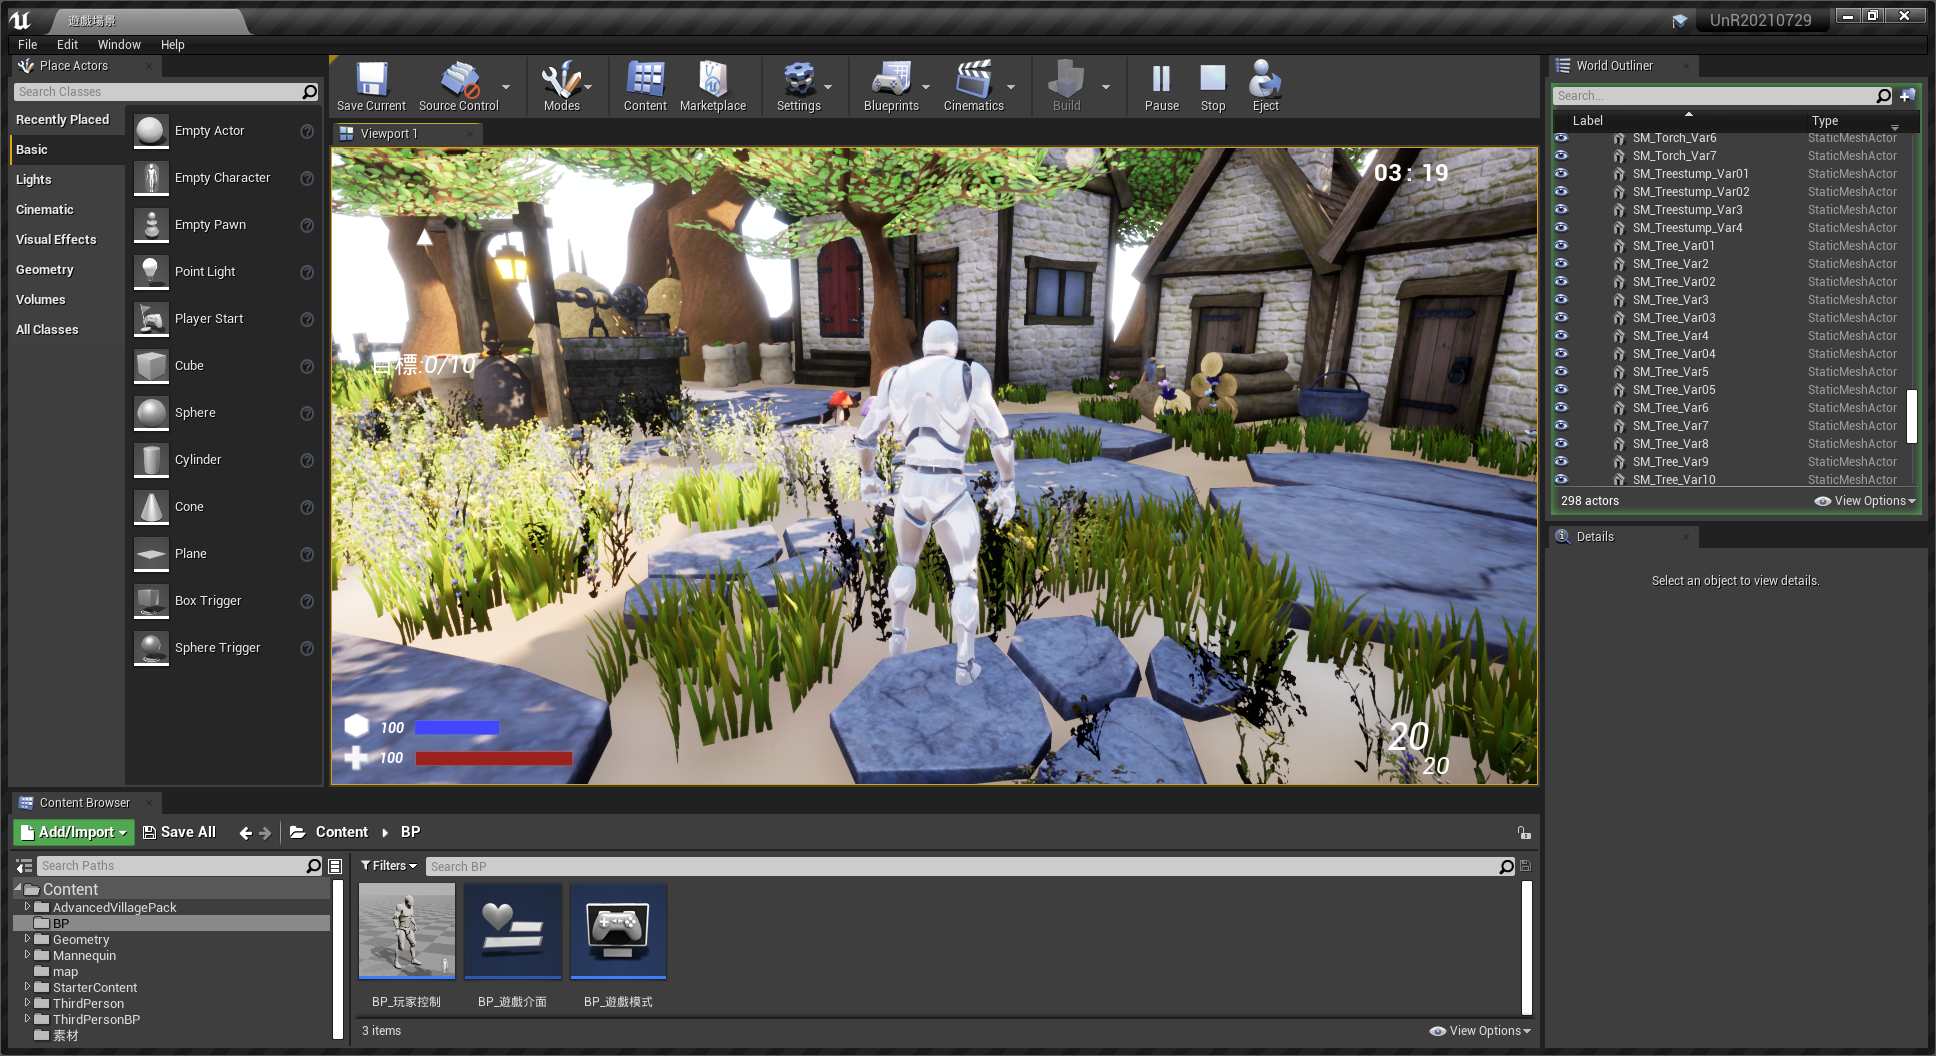 遊戲場景
UnR20210729
File Edit Window Help
Place Actors
Search Classes
Recently Placed
Basic
Lights
Cinematic
Visual Effects
Geometry
Volumes
All Classes
Empty Actor
Empty Character
Empty Pawn
Point Light
Player Start
Cube
Sphere
Cylinder
Cone
Plane
Box Trigger
Sphere Trigger
Save Current
Source Control
Modes
Content
Marketplace
Settings
Blueprints
Cinematics
Build
Pause
Stop
Eject
Viewport 1
03: 19
目標:0/10
100
100
20
20
World Outliner
Search...
Label Type
SM_Torch_Var6 StaticMeshActor
SM_Torch_Var7 StaticMeshActor
SM_Treestump_Var01 StaticMeshActor
SM_Treestump_Var02 StaticMeshActor
SM_Treestump_Var3 StaticMeshActor
SM_Treestump_Var4 StaticMeshActor
SM_Tree_Var01 StaticMeshActor
SM_Tree_Var2 StaticMeshActor
SM_Tree_Var02 StaticMeshActor
SM_Tree_Var3 StaticMeshActor
SM_Tree_Var03 StaticMeshActor
SM_Tree_Var4 StaticMeshActor
SM_Tree_Var04 StaticMeshActor
SM_Tree_Var5 StaticMeshActor
SM_Tree_Var05 StaticMeshActor
SM_Tree_Var6 StaticMeshActor
SM_Tree_Var7 StaticMeshActor
SM_Tree_Var8 StaticMeshActor
SM_Tree_Var9 StaticMeshActor
SM_Tree_Var10 StaticMeshActor
298 actors View Options
Details
Select an object to view details.
Content Browser
Add/Import Save All Content BP
Search Paths
Content
AdvancedVillagePack
BP
Geometry
Mannequin
map
StarterContent
ThirdPerson
ThirdPersonBP
素材
Filters Search BP
BP_玩家控制
BP_遊戲介面
BP_遊戲模式
3 items View Options